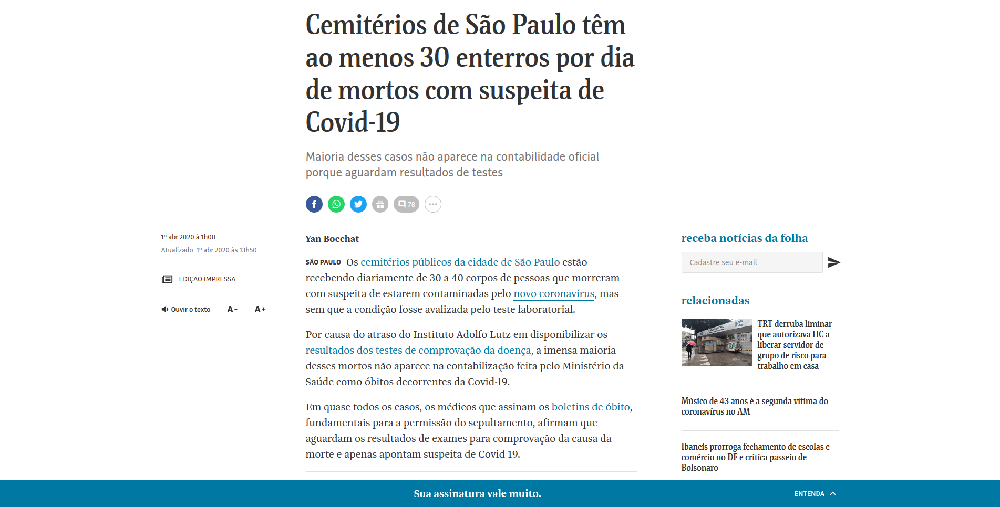 Cemitérios de São Paulo têm
ao menos 30 enterros por dia
de mortos com suspeita de
Covid-19
Maioria desses casos não aparece na contabilidade oficial
porque aguardam resultados de testes
78
1º.abr.2020 à 1h00
Atualizado: 1º.abr.2020 às 13h50
EDIÇÃO IMPRESSA
Ouvir o texto A- A+
Yan Boechat
SÃO PAULO Os cemitérios públicos da cidade de São Paulo estão
recebendo diariamente de 30 a 40 corpos de pessoas que morreram
com suspeita de estarem contaminadas pelo novo coronavírus, mas
sem que a condição fosse avalizada pelo teste laboratorial.
Por causa do atraso do Instituto Adolfo Lutz em disponibilizar os
resultados dos testes de comprovação da doença, a imensa maioria
desses mortos não aparece na contabilização feita pelo Ministério da
Saúde como óbitos decorrentes da Covid-19.
Em quase todos os casos, os médicos que assinam os boletins de óbito,
fundamentais para a permissão do sepultamento, afirmam que
aguardam os resultados de exames para comprovação da causa da
morte e apenas apontam suspeita de Covid-19.
receba notícias da folha
Cadastre seu e-mail
relacionadas
HC
TRT derruba liminar
que autorizava HC a
liberar servidor de
grupo de risco para
trabalho em casa
Músico de 43 anos é a segunda vítima do
coronavírus no AM
Ibaneis prorroga fechamento de escolas e
comércio no DF e critica passeio de
Bolsonaro
Sua assinatura vale muito.
ENTENDA